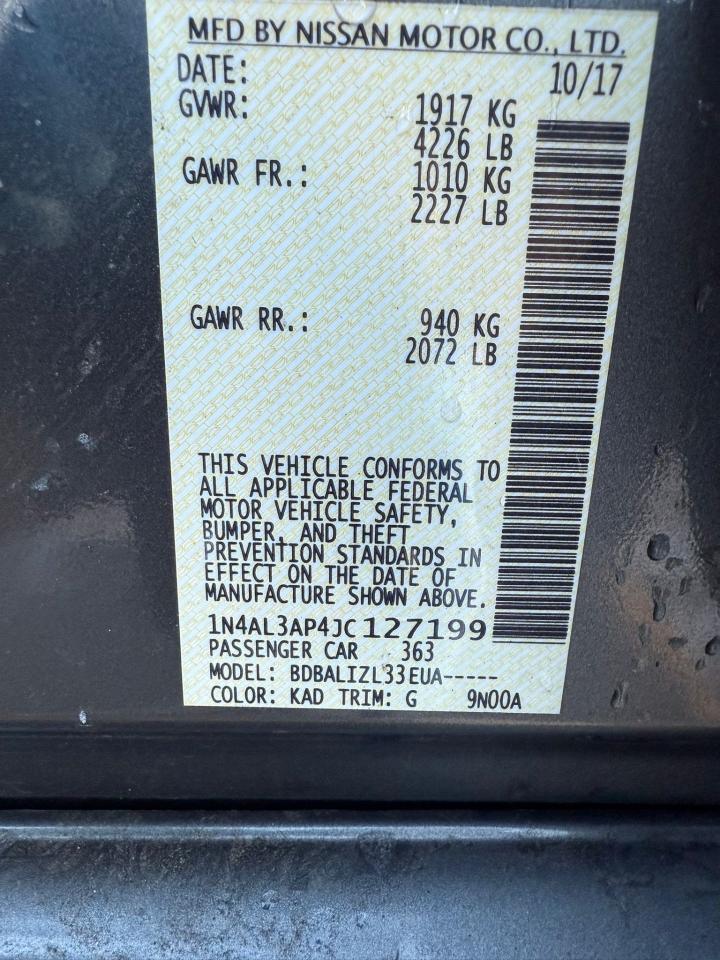 MFD BY NISSAN MOTOR CO., LTD.
DATE: 10/17
GVWR: 1917 KG
4226 LB
GAWR FR.: 1010 KG
2227 LB
GAWR RR.: 940 KG
2072 LB
THIS VEHICLE CONFORMS TO
ALL APPLICABLE FEDERAL
MOTOR VEHICLE SAFETY,
BUMPER, AND THEFT
PREVENTION STANDARDS IN
EFFECT ON THE DATE OF
MANUFACTURE SHOWN ABOVE.
1N4AL3AP4JC127199
PASSENGER CAR 363
MODEL: BDBALIZL33EUA-----
COLOR: KAD TRIM: G 9N00A